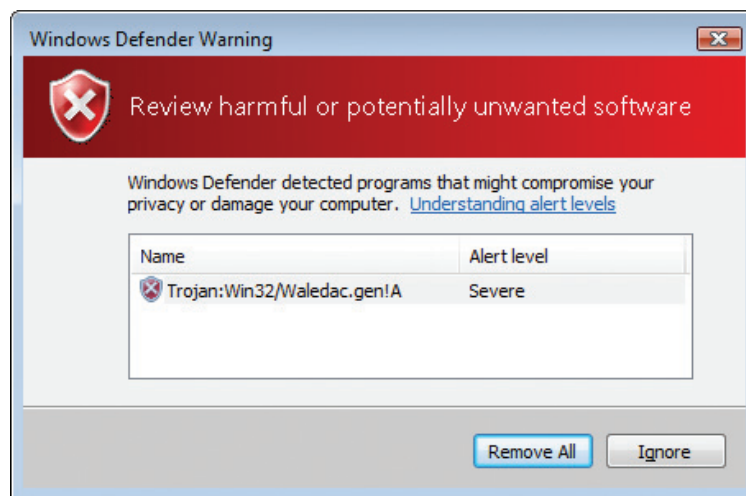 Windows Defender Warning
Review harmful or potentially unwanted software
Windows Defender detected programs that might compromise your
privacy or damage your computer. Understanding alert levels
Name Alert level
Trojan:Win32/Waledac.gen!A Severe
Remove All Ignore